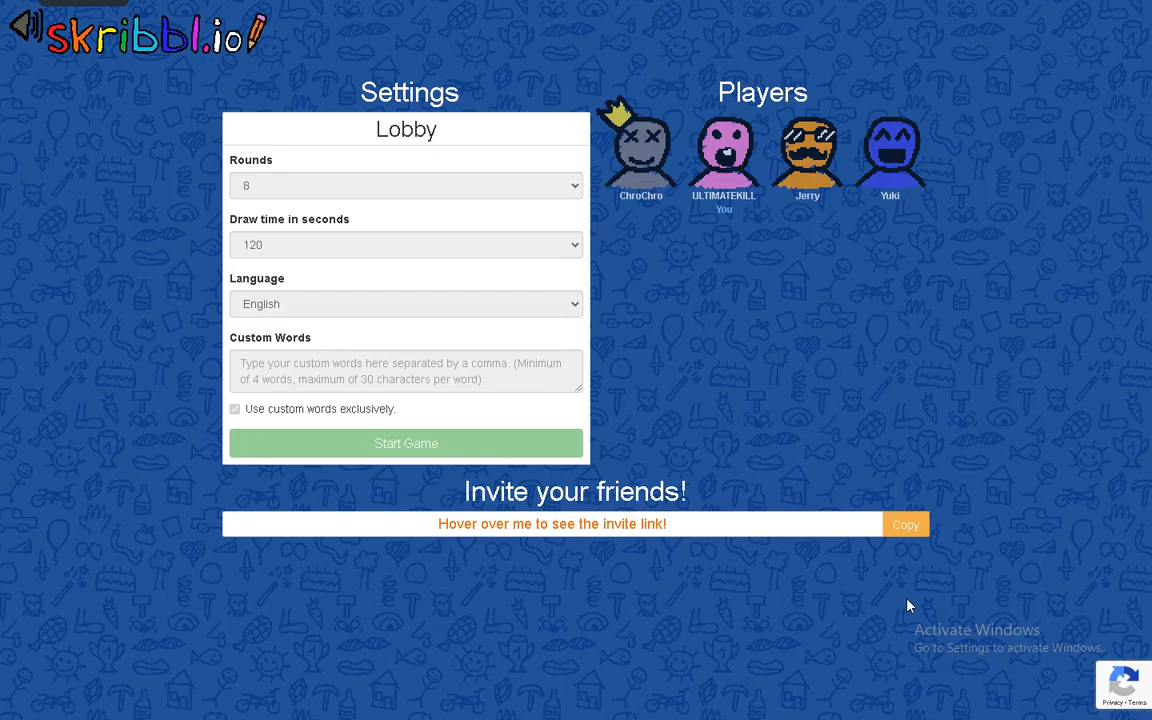 skribbl.io
Settings
Players
Lobby
Rounds
8
Draw time in seconds
120
Language
English
Custom Words
Type your custom words here separated by a comma. (Minimum
of 4 words, maximum of 30 characters per word)
Use custom words exclusively.
Start Game
ChroChro
ULTIMATEKILL
You
Jerry
Yuki
Invite your friends!
Hover over me to see the invite link!
Copy
Activate Windows
Go to Settings to activate Windows.
Privacy • Terms